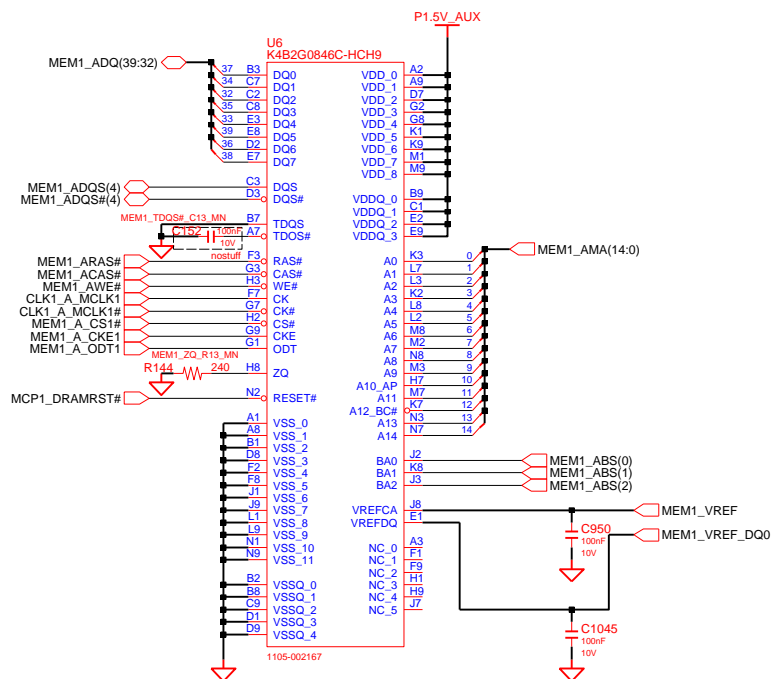 P1.5V_AUX
U6
K4B2G0846C-HCH9
MEM1_ADQ(39:32)
37 B3 DQ0 VDD_0 A2
34 C7 DQ1 VDD_1 A9
32 C2 DQ2 VDD_2 D7
35 C8 DQ3 VDD_3 G2
33 E3 DQ4 VDD_4 G8
39 E8 DQ5 VDD_5 K1
36 D2 DQ6 VDD_6 K9
38 E7 DQ7 VDD_7 M1
VDD_8 M9
MEM1_ADQS(4) C3 DQS
MEM1_ADQS#(4) D3 DQS#
VDDQ_0 B9
VDDQ_1 C1
VDDQ_2 E2
VDDQ_3 E9
MEM1_TDQS#_C13_MN
B7 TDQS
C152 100nF A7 TDOS#
10V
nostuff
MEM1_AMA(14:0)
MEM1_ARAS# F3 RAS# A0 K3 0
MEM1_ACAS# G3 CAS# A1 L7 1
MEM1_AWE# H3 WE# A2 L3 2
CLK1_A_MCLK1 F7 CK A3 K2 3
CLK1_A_MCLK1# G7 CK# A4 L8 4
MEM1_A_CS1# H2 CS# A5 L2 5
MEM1_A_CKE1 G9 CKE A6 M8 6
MEM1_A_ODT1 G1 ODT A7 M2 7
MEM1_ZQ_R13_MN A8 N8 8
R144 240 H8 ZQ A9 M3 9
A10_AP H7 10
MCP1_DRAMRST# N2 RESET# A11 M7 11
A12_BC# K7 12
A13 N3 13
A14 N7 14
A1 VSS_0
A8 VSS_1
B1 VSS_2
D8 VSS_3 BA0 J2 MEM1_ABS(0)
F2 VSS_4 BA1 K8 MEM1_ABS(1)
F8 VSS_5 BA2 J3 MEM1_ABS(2)
J1 VSS_6
J9 VSS_7 VREFCA J8 MEM1_VREF
L1 VSS_8 VREFDQ E1
L9 VSS_9
N1 VSS_10
N9 VSS_11
C950
100nF
10V
MEM1_VREF_DQ0
NC_0 A3
NC_1 F1
NC_2 F9
NC_3 H1
NC_4 H9
NC_5 J7
B2 VSSQ_0
B8 VSSQ_1
C9 VSSQ_2
D1 VSSQ_3
D9 VSSQ_4
C1045
100nF
10V
1105-002167